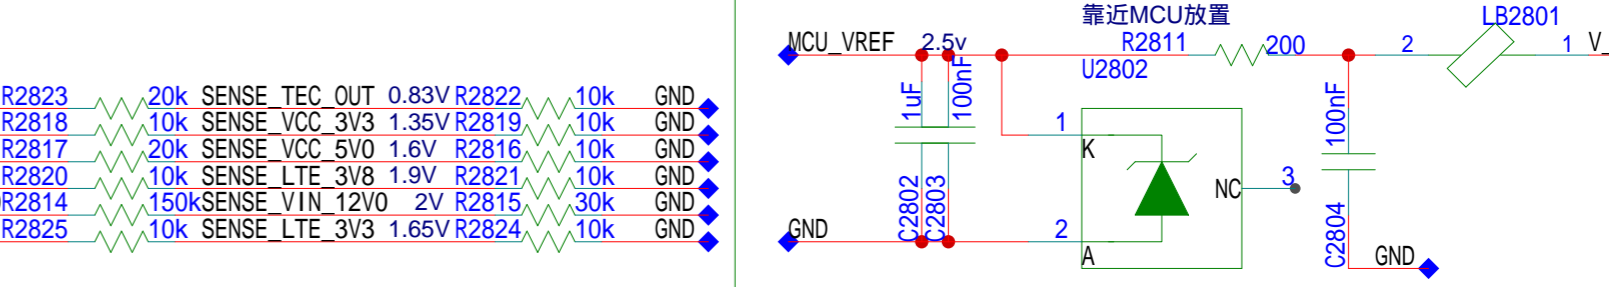 R2823 20k SENSE_TEC_OUT 0.83V R2822 10k GND
R2818 10k SENSE_VCC_3V3 1.35V R2819 10k GND
R2817 20k SENSE_VCC_5V0 1.6V R2816 10k GND
R2820 10k SENSE_LTE_3V8 1.9V R2821 10k GND
R2814 150k SENSE_VIN_12V0 2V R2815 30k GND
R2825 10k SENSE_LTE_3V3 1.65V R2824 10k GND
靠近MCU放置
LB2801
MCU_VREF 2.5v R2811 200 2 1 V_
U2802
1uF
100nF
100nF
1
K
NC 3
C2802
C2803
C2804
GND 2
A
GND